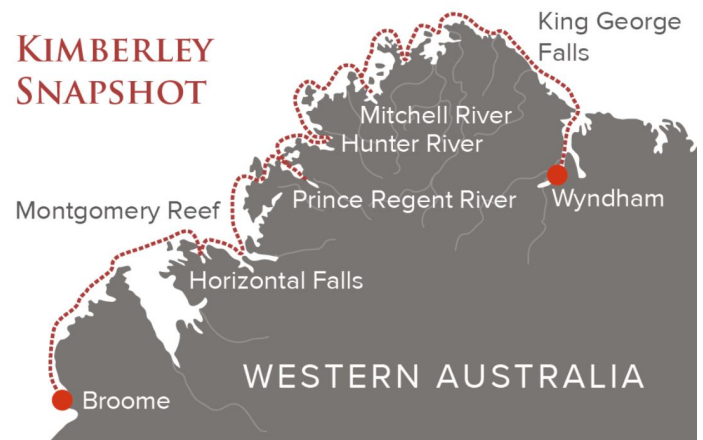 KIMBERLEY
SNAPSHOT
King George
Falls
Mitchell River
Hunter River
Prince Regent River
Wyndham
Montgomery Reef
Horizontal Falls
WESTERN AUSTRALIA
Broome